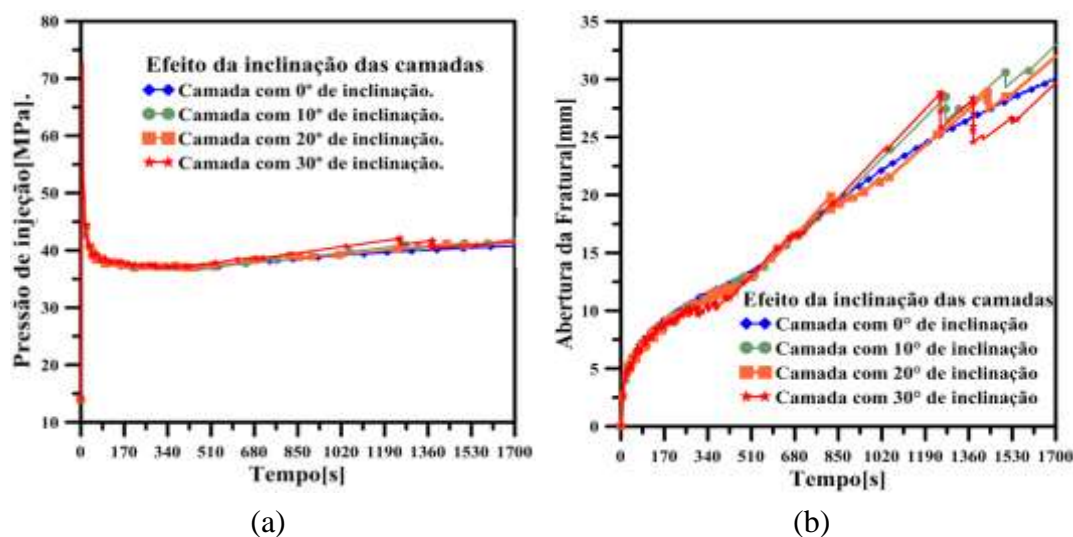 80
70
60
50
40
30
20
10
Pressão de injeção[MPa].
Efeito da inclinação das camadas
Camada com 0º de inclinação.
Camada com 10º de inclinação.
Camada com 20º de inclinação.
Camada com 30º de inclinação.
0 170 340 510 680 850 1020 1190 1360 1530 1700
Tempo[s]
(a)
35
30
25
20
15
10
5
0
Abertura da Fratura[mm]
Efeito da inclinação das camadas
Camada com 0° de inclinação
Camada com 10° de inclinação
Camada com 20° de inclinação
Camada com 30° de inclinação
0 170 340 510 680 850 1020 1190 1360 1530 1700
Tempo[s]
(b)